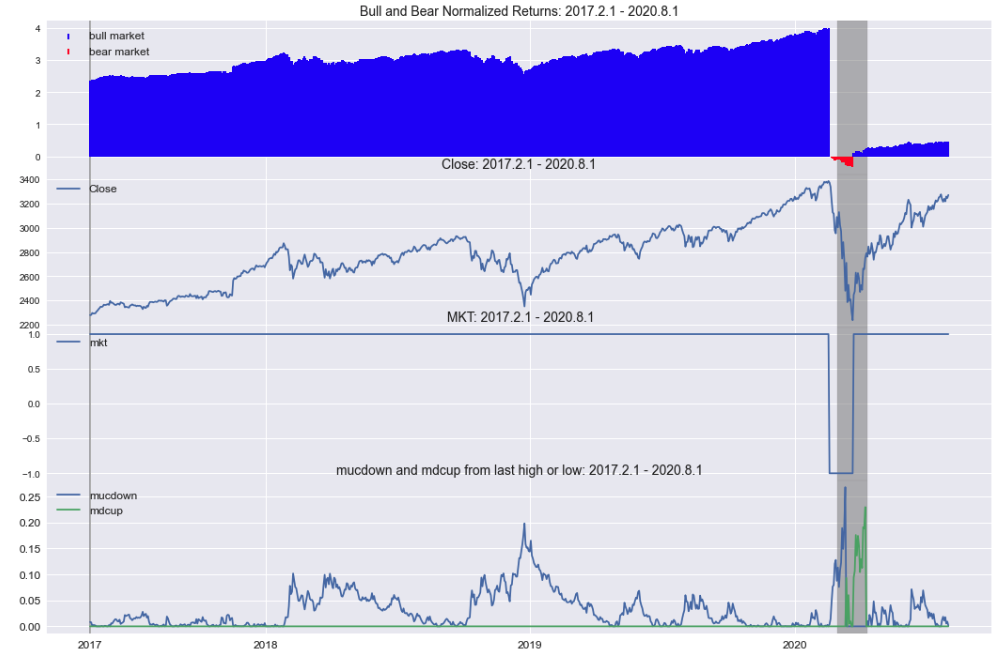 Bull and Bear Normalized Returns: 2017.2.1 - 2020.8.1
4
bull market
bear market
3
2
1
0
Close: 2017.2.1 - 2020.8.1
3400
Close
3200
3000
2800
2600
2400
2200
MKT: 2017.2.1 - 2020.8.1
1.0
mkt
0.5
0.0
−0.5
−1.0
mucdown and mdcup from last high or low: 2017.2.1 - 2020.8.1
mucdown
0.25
mdcup
0.20
0.15
0.10
0.05
0.00
2017 2018 2019 2020